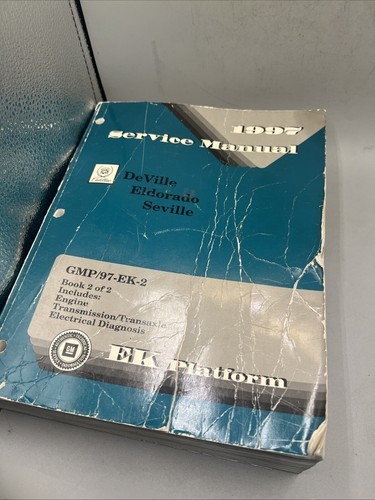 1997
Service Manual
DeVille
Eldorado
Seville
GMP/97-EK-2
Book 2 of 2
Includes:
Engine
Transmission/Transaxle
Electrical Diagnosis
EK Platform